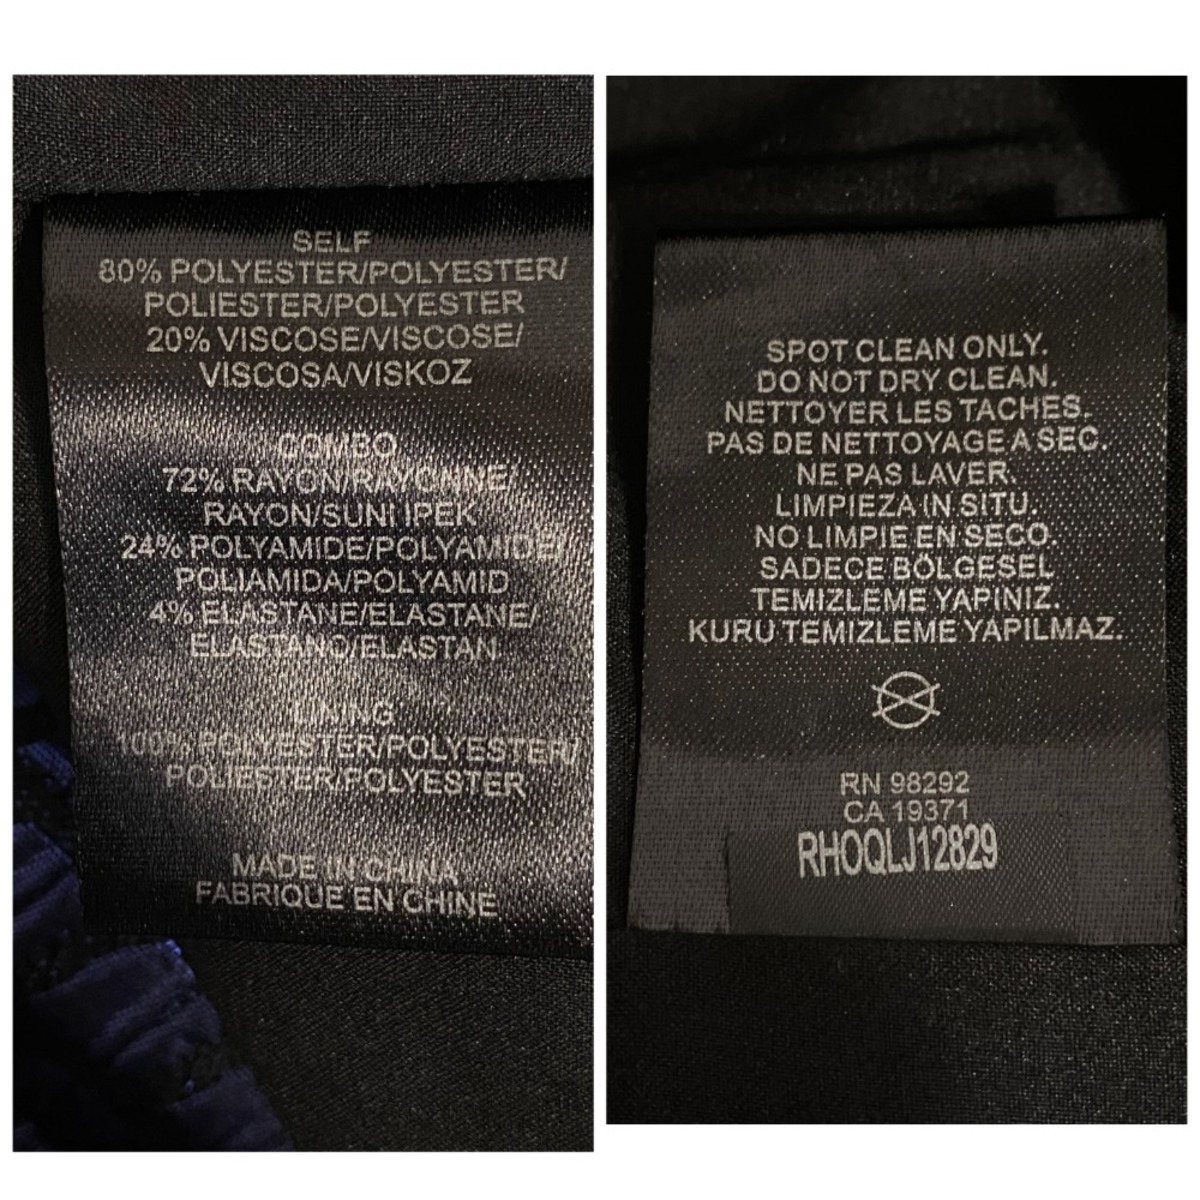 SELF
80% POLYESTER/POLYESTER/
POLIESTER/POLYESTER
20% VISCOSE/VISCOSE/
VISCOSA/VISKOZ
COMBO
72% RAYON/RAYONNE/
RAYON/SUNI IPEK
24% POLYAMIDE/POLYAMIDE/
POLIAMIDA/POLYAMID
4% ELASTANE/ELASTANE/
ELASTANO/ELASTAN
LINING
100% POLYESTER/POLYESTER/
POLIESTER/POLYESTER
MADE IN CHINA
FABRIQUE EN CHINE
SPOT CLEAN ONLY.
DO NOT DRY CLEAN.
NETTOYER LES TACHES.
PAS DE NETTOYAGE A SEC.
NE PAS LAVER.
LIMPIEZA IN SITU.
NO LIMPIE EN SECO.
SADECE BÖLGESEL
TEMIZLEME YAPINIZ.
KURU TEMIZLEME YAPILMAZ.
RN 98292
CA 19371
RHOQLJ12829